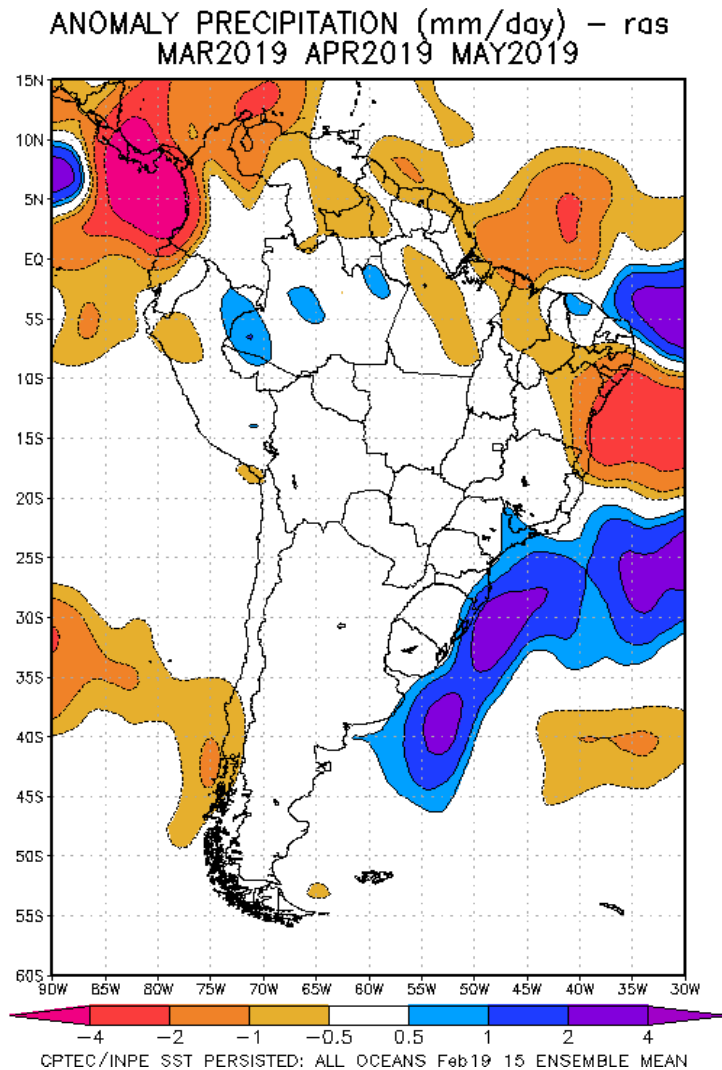 ANOMALY PRECIPITATION (mm/day) – ras
MAR2019 APR2019 MAY2019
15N
10N
5N
EQ
5S
10S
15S
20S
25S
30S
35S
40S
45S
50S
55S
60S
90W 85W 80W 75W 70W 65W 60W 55W 50W 45W 40W 35W 30W
−4 −2 −1 −0.5 0.5 1 2 4
CPTEC/INPE SST PERSISTED: ALL OCEANS Feb19 15 ENSEMBLE MEAN